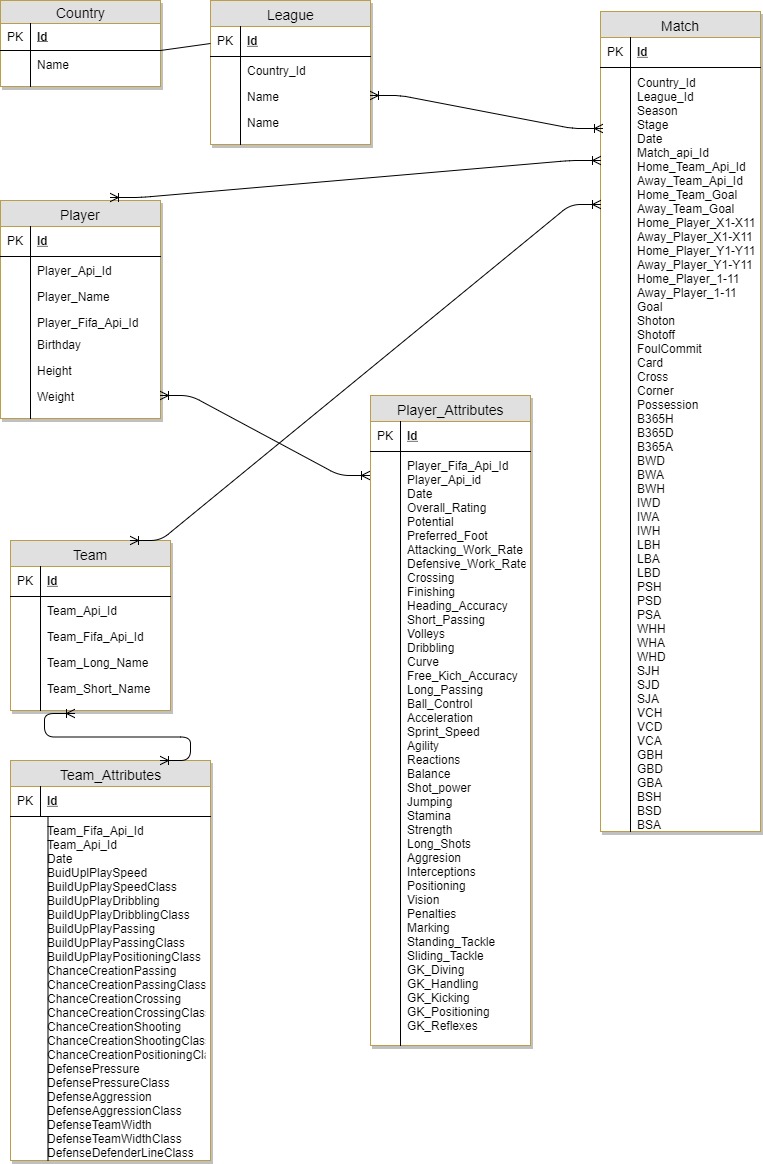 Country
PK Id
Name
League
PK Id
Country_Id
Name
Name
Match
PK Id
Country_Id
League_Id
Season
Stage
Date
Match_api_Id
Home_Team_Api_Id
Away_Team_Api_Id
Home_Team_Goal
Away_Team_Goal
Home_Player_X1-X11
Away_Player_X1-X11
Home_Player_Y1-Y11
Away_Player_Y1-Y11
Home_Player_1-11
Away_Player_1-11
Goal
Shoton
Shotoff
FoulCommit
Card
Cross
Corner
Possession
B365H
B365D
B365A
BWD
BWA
BWH
IWD
IWA
IWH
LBH
LBA
LBD
PSH
PSD
PSA
WHH
WHA
WHD
SJH
SJD
SJA
VCH
VCD
VCA
GBH
GBD
GBA
BSH
BSD
BSA
Player
PK Id
Player_Api_Id
Player_Name
Player_Fifa_Api_Id
Birthday
Height
Weight
Player_Attributes
PK Id
Player_Fifa_Api_Id
Player_Api_id
Date
Overall_Rating
Potential
Preferred_Foot
Attacking_Work_Rate
Defensive_Work_Rate
Crossing
Finishing
Heading_Accuracy
Short_Passing
Volleys
Dribbling
Curve
Free_Kich_Accuracy
Long_Passing
Ball_Control
Acceleration
Sprint_Speed
Agility
Reactions
Balance
Shot_power
Jumping
Stamina
Strength
Long_Shots
Aggresion
Interceptions
Positioning
Vision
Penalties
Marking
Standing_Tackle
Sliding_Tackle
GK_Diving
GK_Handling
GK_Kicking
GK_Positioning
GK_Reflexes
Team
PK Id
Team_Api_Id
Team_Fifa_Api_Id
Team_Long_Name
Team_Short_Name
Team_Attributes
PK Id
Team_Fifa_Api_Id
Team_Api_Id
Date
BuidUplPlaySpeed
BuildUpPlaySpeedClass
BuildUpPlayDribbling
BuildUpPlayDribblingClass
BuildUpPlayPassing
BuildUpPlayPassingClass
BuildUpPlayPositioningClass
ChanceCreationPassing
ChanceCreationPassingClass
ChanceCreationCrossing
ChanceCreationCrossingClas
ChanceCreationShooting
ChanceCreationShootingClas
ChanceCreationPositioningCl
DefensePressure
DefensePressureClass
DefenseAggression
DefenseAggressionClass
DefenseTeamWidth
DefenseTeamWidthClass
DefenseDefenderLineClass